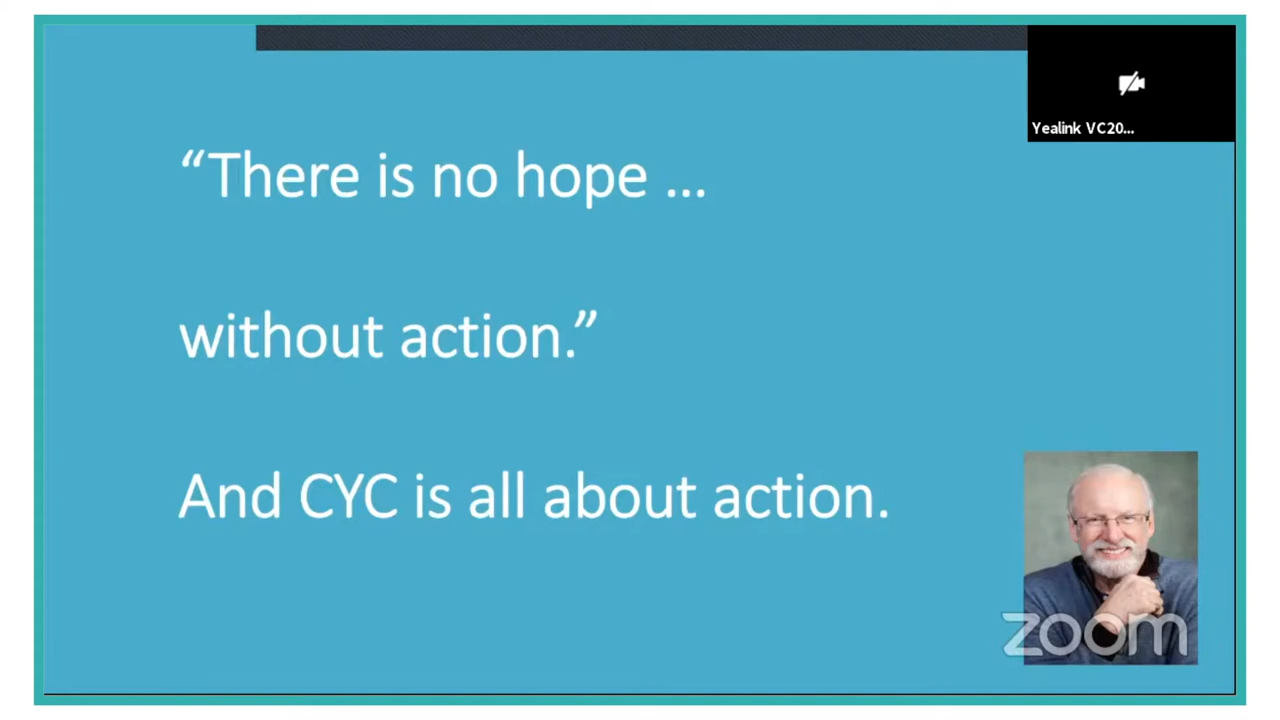 Yealink VC20...
“There is no hope ...
without action.”
And CYC is all about action.
zoom